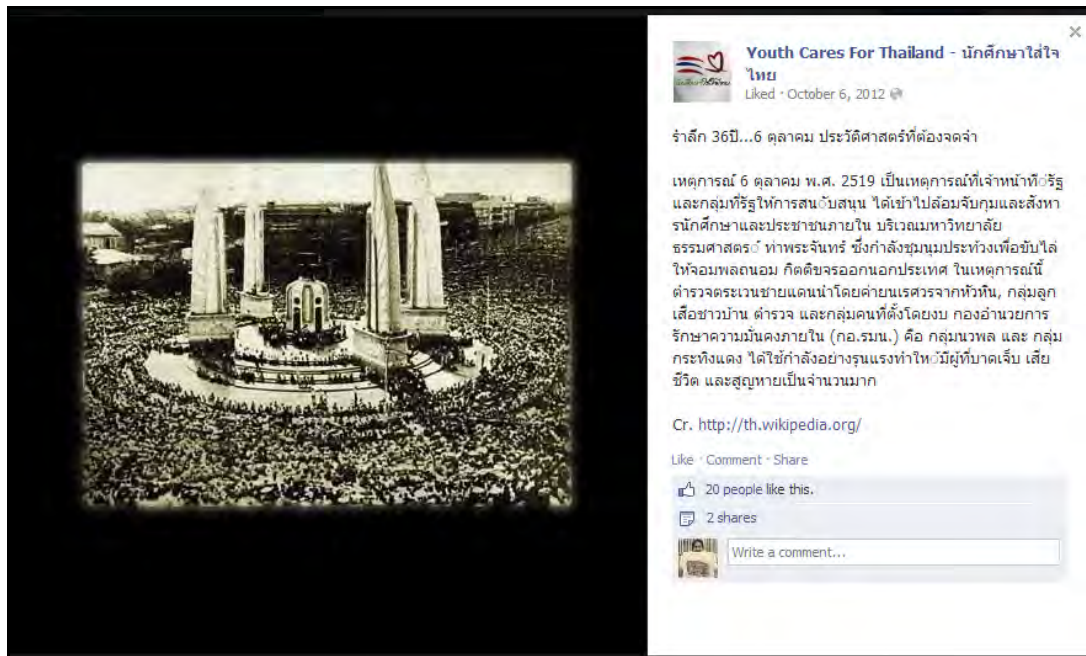 Youth Cares For Thailand - นักศึกษาใส่ใจ
ไทย
Liked · October 6, 2012
รำลึก 36ปี...6 ตุลาคม ประวัติศาสตร์ที่ต้องจดจำ
เหตุการณ์ 6 ตุลาคม พ.ศ. 2519 เป็นเหตุการณ์ที่เจ้าหน้าที่รัฐ
และกลุ่มที่รัฐให้การสนับสนุน ได้เข้าไปล้อมจับกุมและสังหา
รนักศึกษาและประชาชนภายใน บริเวณมหาวิทยาลัย
ธรรมศาสตร์ ท่าพระจันทร์ ซึ่งกำลังชุมนุมประท้วงเพื่อขับไล่
ให้จอมพลถนอม กิตติขจรออกนอกประเทศ ในเหตุการณ์นี้
ตำรวจตระเวนชายแดนนำโดยค่ายนเรศวรจากหัวหิน, กลุ่มลูก
เสือชาวบ้าน ตำรวจ และกลุ่มคนที่ตั้งโดยงบ กองอำนวยการ
รักษาความมั่นคงภายใน (กอ.รมน.) คือ กลุ่มนวพล และ กลุ่ม
กระทิงแดง ได้ใช้กำลังอย่างรุนแรงทำให้มีผู้ที่บาดเจ็บ เสีย
ชีวิต และสูญหายเป็นจำนวนมาก
Cr. http://th.wikipedia.org/
Like · Comment · Share
20 people like this.
2 shares
Write a comment...